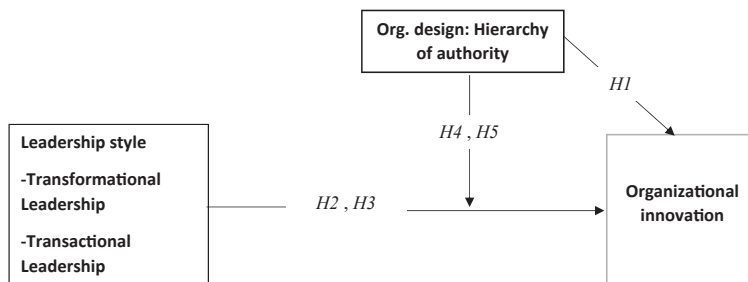 Org. design: Hierarchy
of authority
H1
H4 , H5
Leadership style
-Transformational
Leadership
-Transactional
Leadership
H2 , H3
Organizational
innovation